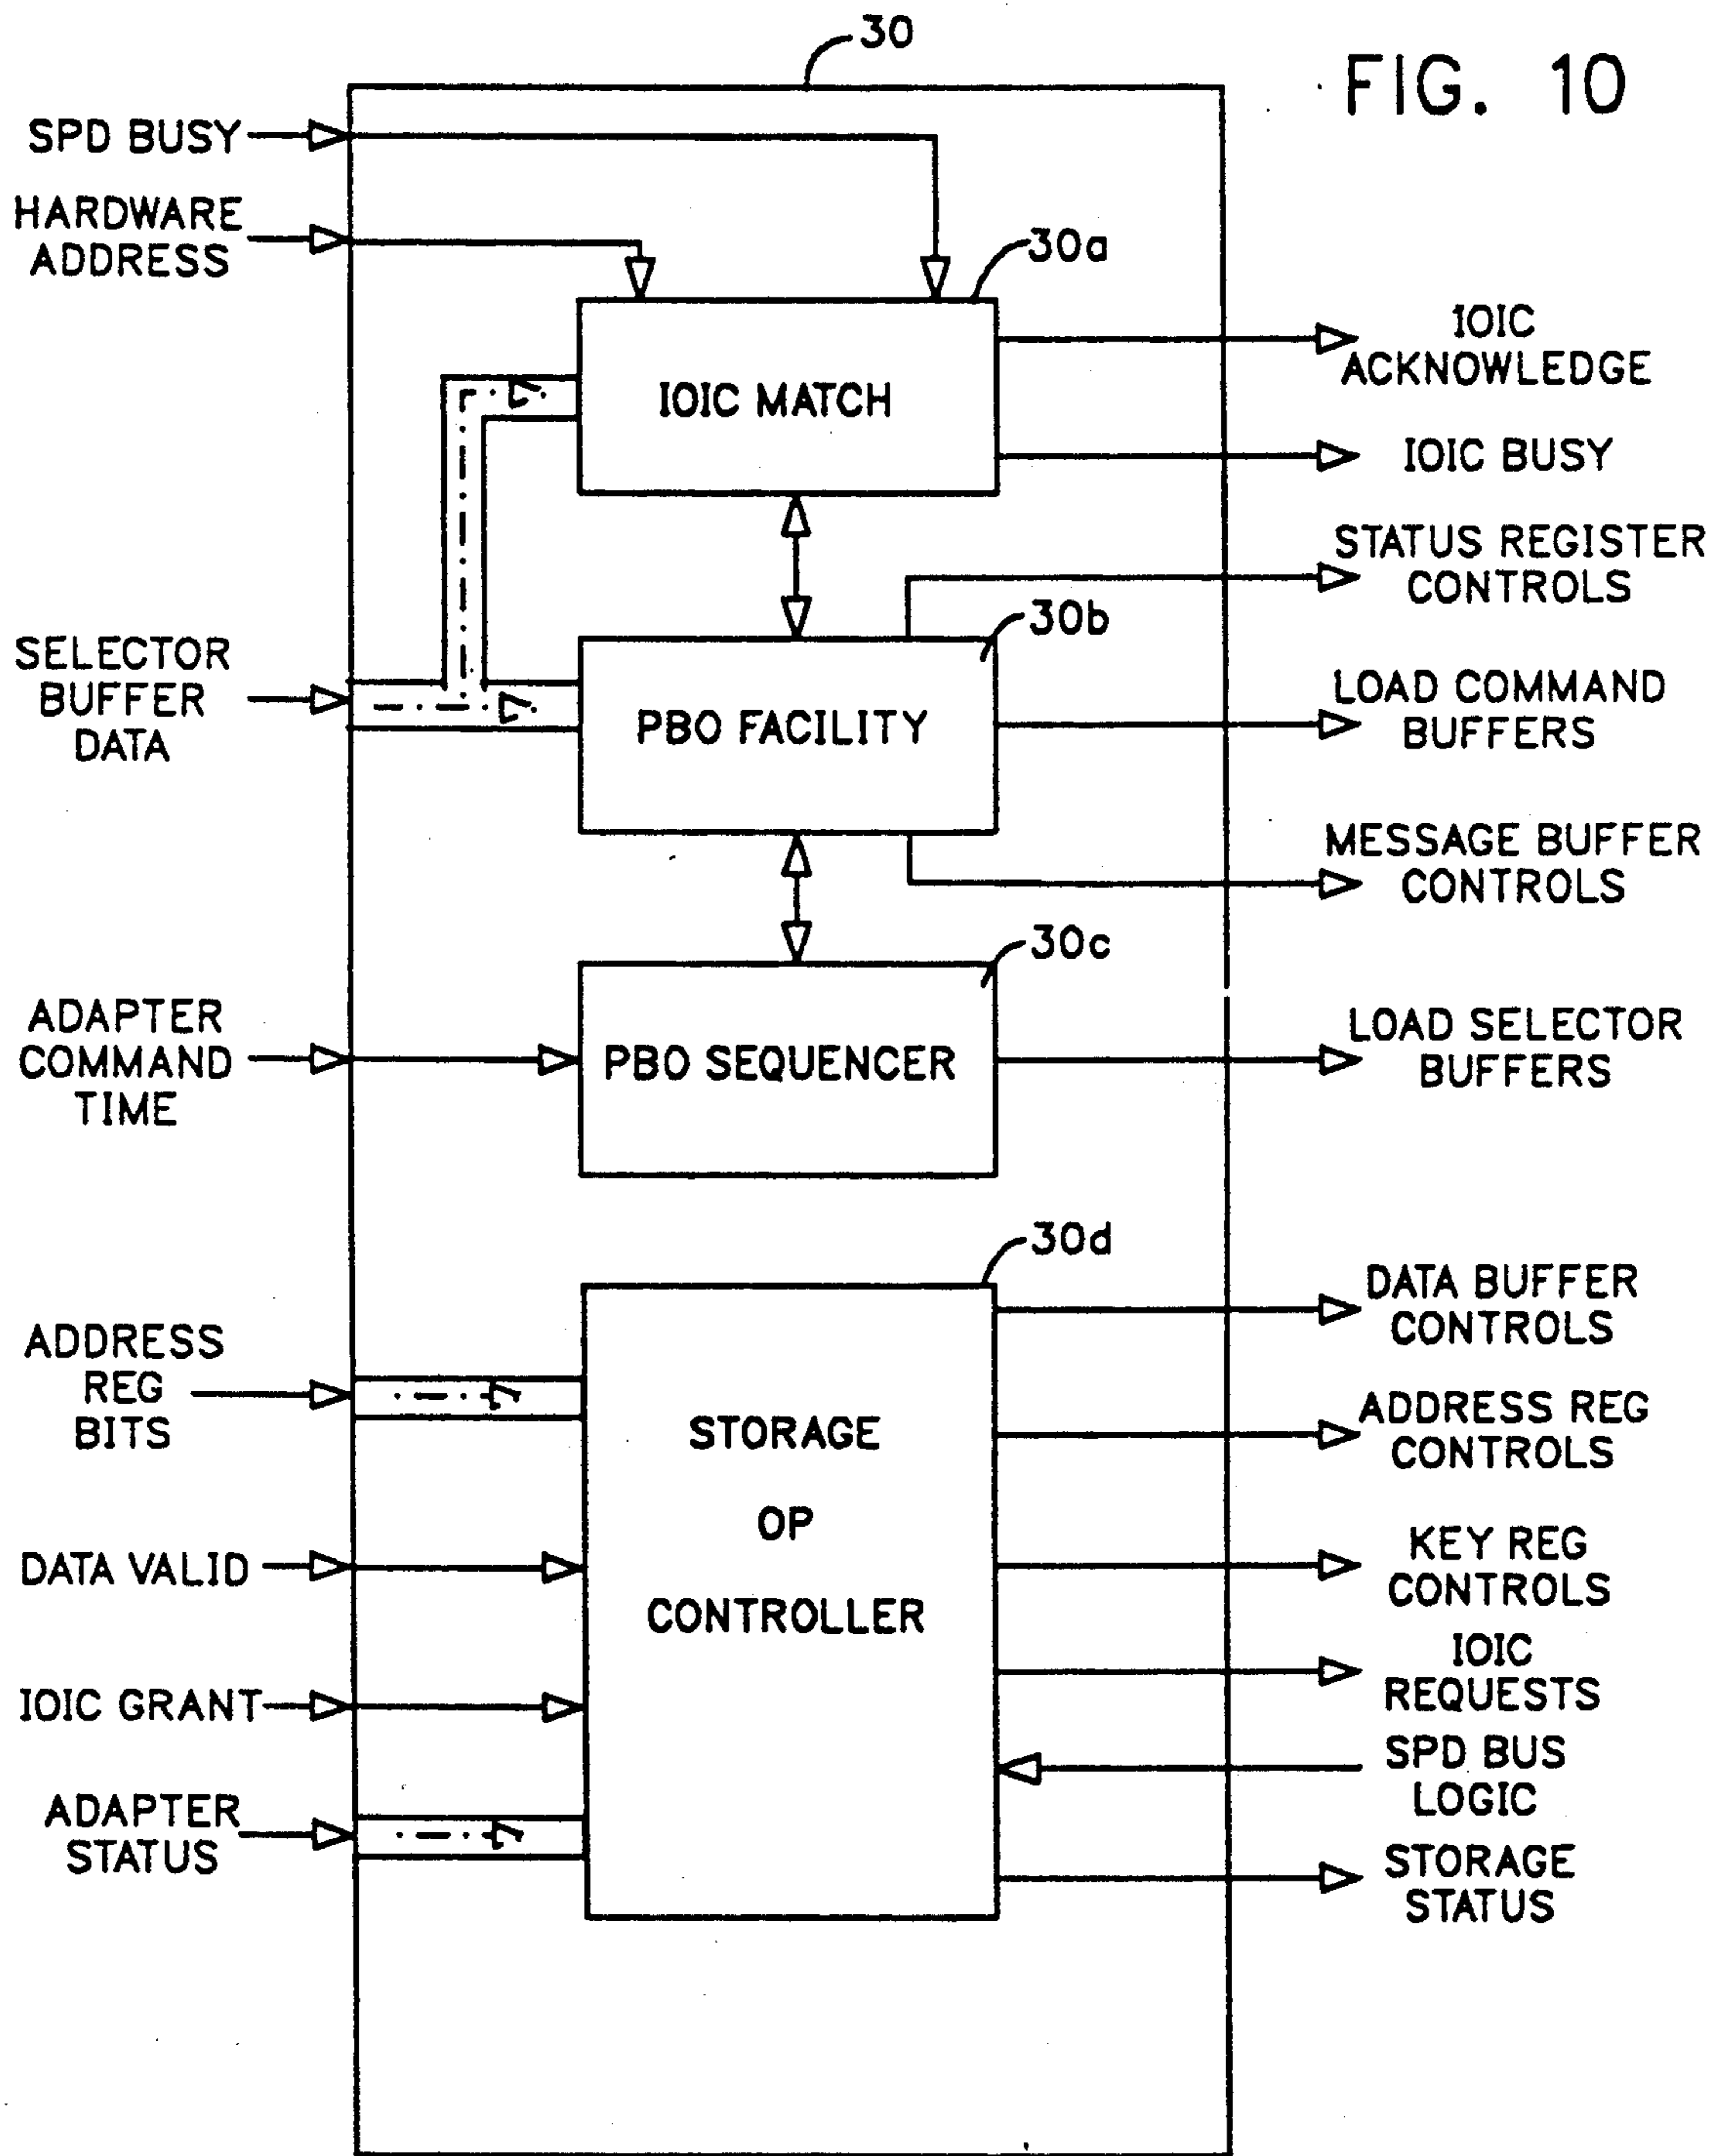 30
FIG. 10
SPD BUSY
HARDWARE
ADDRESS
30a
IOIC MATCH
IOIC
ACKNOWLEDGE
IOIC BUSY
STATUS REGISTER
CONTROLS
SELECTOR
BUFFER
DATA
30b
PBO FACILITY
LOAD COMMAND
BUFFERS
MESSAGE BUFFER
CONTROLS
30c
ADAPTER
COMMAND
TIME
PBO SEQUENCER
LOAD SELECTOR
BUFFERS
30d
ADDRESS
REG
BITS
DATA VALID
IOIC GRANT
ADAPTER
STATUS
STORAGE
OP
CONTROLLER
DATA BUFFER
CONTROLS
ADDRESS REG
CONTROLS
KEY REG
CONTROLS
IOIC
REQUESTS
SPD BUS
LOGIC
STORAGE
STATUS